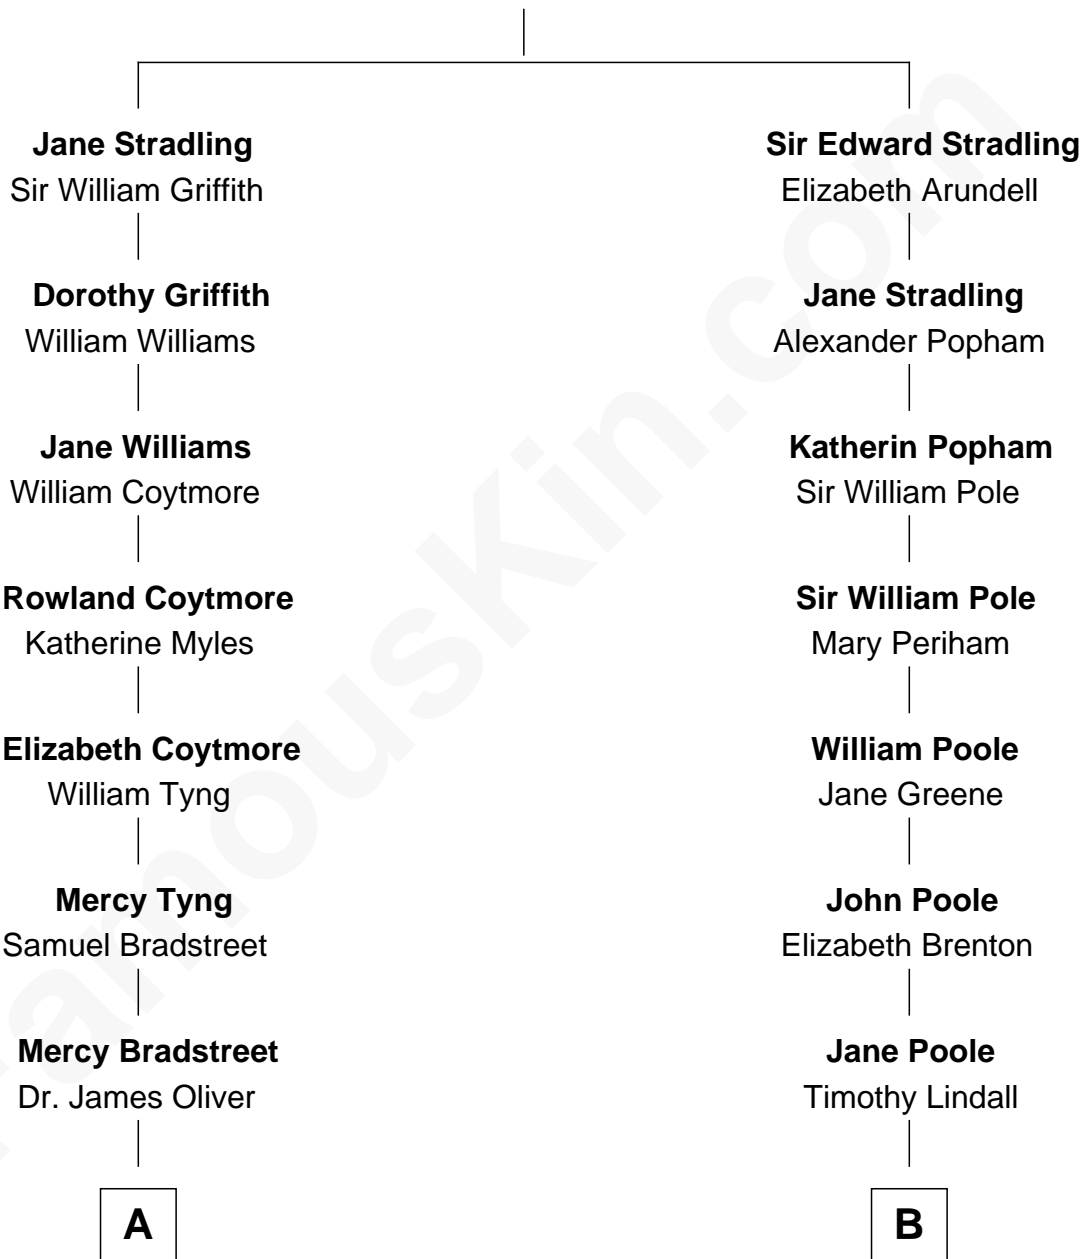 Jane Stradling
Sir William Griffith
Dorothy Griffith
William Williams
Jane Williams
William Coytmore
Rowland Coytmore
Katherine Myles
Elizabeth Coytmore
William Tyng
Mercy Tyng
Samuel Bradstreet
Mercy Bradstreet
Dr. James Oliver
A
Sir Edward Stradling
Elizabeth Arundell
Jane Stradling
Alexander Popham
Katherin Popham
Sir William Pole
Sir William Pole
Mary Periham
William Poole
Jane Greene
John Poole
Elizabeth Brenton
Jane Poole
Timothy Lindall
B
FamousKin.com